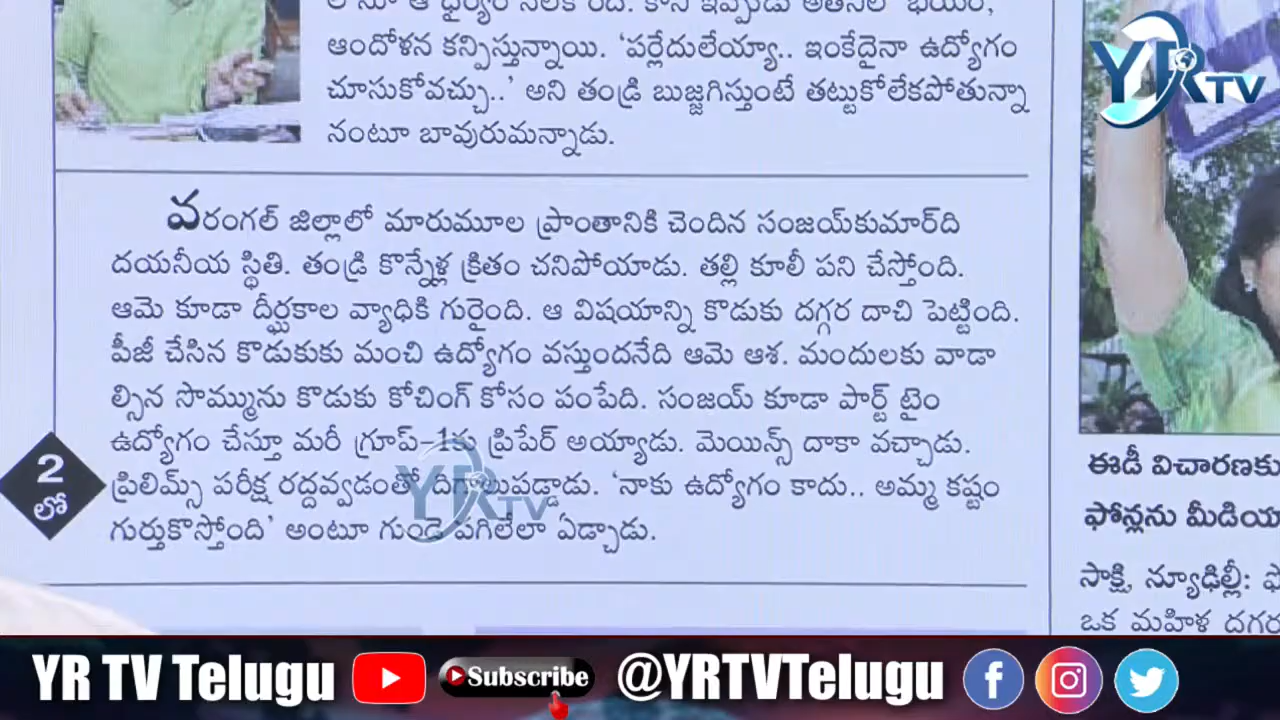 ఆందోళన కన్పిస్తున్నాయి. 'పర్లేదులేయ్యా.. ఇంకేదైనా ఉద్యోగం
చూసుకోవచ్చు..' అని తండ్రి బుజ్జగిస్తుంటే తట్టుకోలేకపోతున్నా
నంటూ బావురుమన్నాడు.
వరంగల్ జిల్లాలో మారుమూల ప్రాంతానికి చెందిన సంజయ్‌కుమార్‌ది
దయనీయ స్థితి. తండ్రి కొన్నేళ్ల క్రితం చనిపోయాడు. తల్లి కూలీ పని చేస్తోంది.
ఆమె కూడా దీర్ఘకాల వ్యాధికి గురైంది. ఆ విషయాన్ని కొడుకు దగ్గర దాచి పెట్టింది.
పీజీ చేసిన కొడుకుకు మంచి ఉద్యోగం వస్తుందనేది ఆమె ఆశ. మందులకు వాడా
ల్సిన సొమ్మును కొడుకు కోచింగ్ కోసం పంపేది. సంజయ్ కూడా పార్ట్ టైం
ఉద్యోగం చేస్తూ మరీ గ్రూప్-1కు ప్రిపేర్ అయ్యాడు. మెయిన్స్ దాకా వచ్చాడు.
ప్రిలిమ్స్ పరీక్ష రద్దవ్వడంతో 'నాకు ఉద్యోగం కాదు.. అమ్మ కష్టం
గుర్తుకొస్తోంది' అంటూ గుండె పగిలేలా ఏడ్చాడు.
2
లో
YR TV
ఈడీ విచారణకు
ఫోన్లను మీడియ
సాక్షి, న్యూఢిల్లీ:
ఒక మహిళ దగ్గర
YR TV
YR TV Telugu
Subscribe
@YRTVTelugu